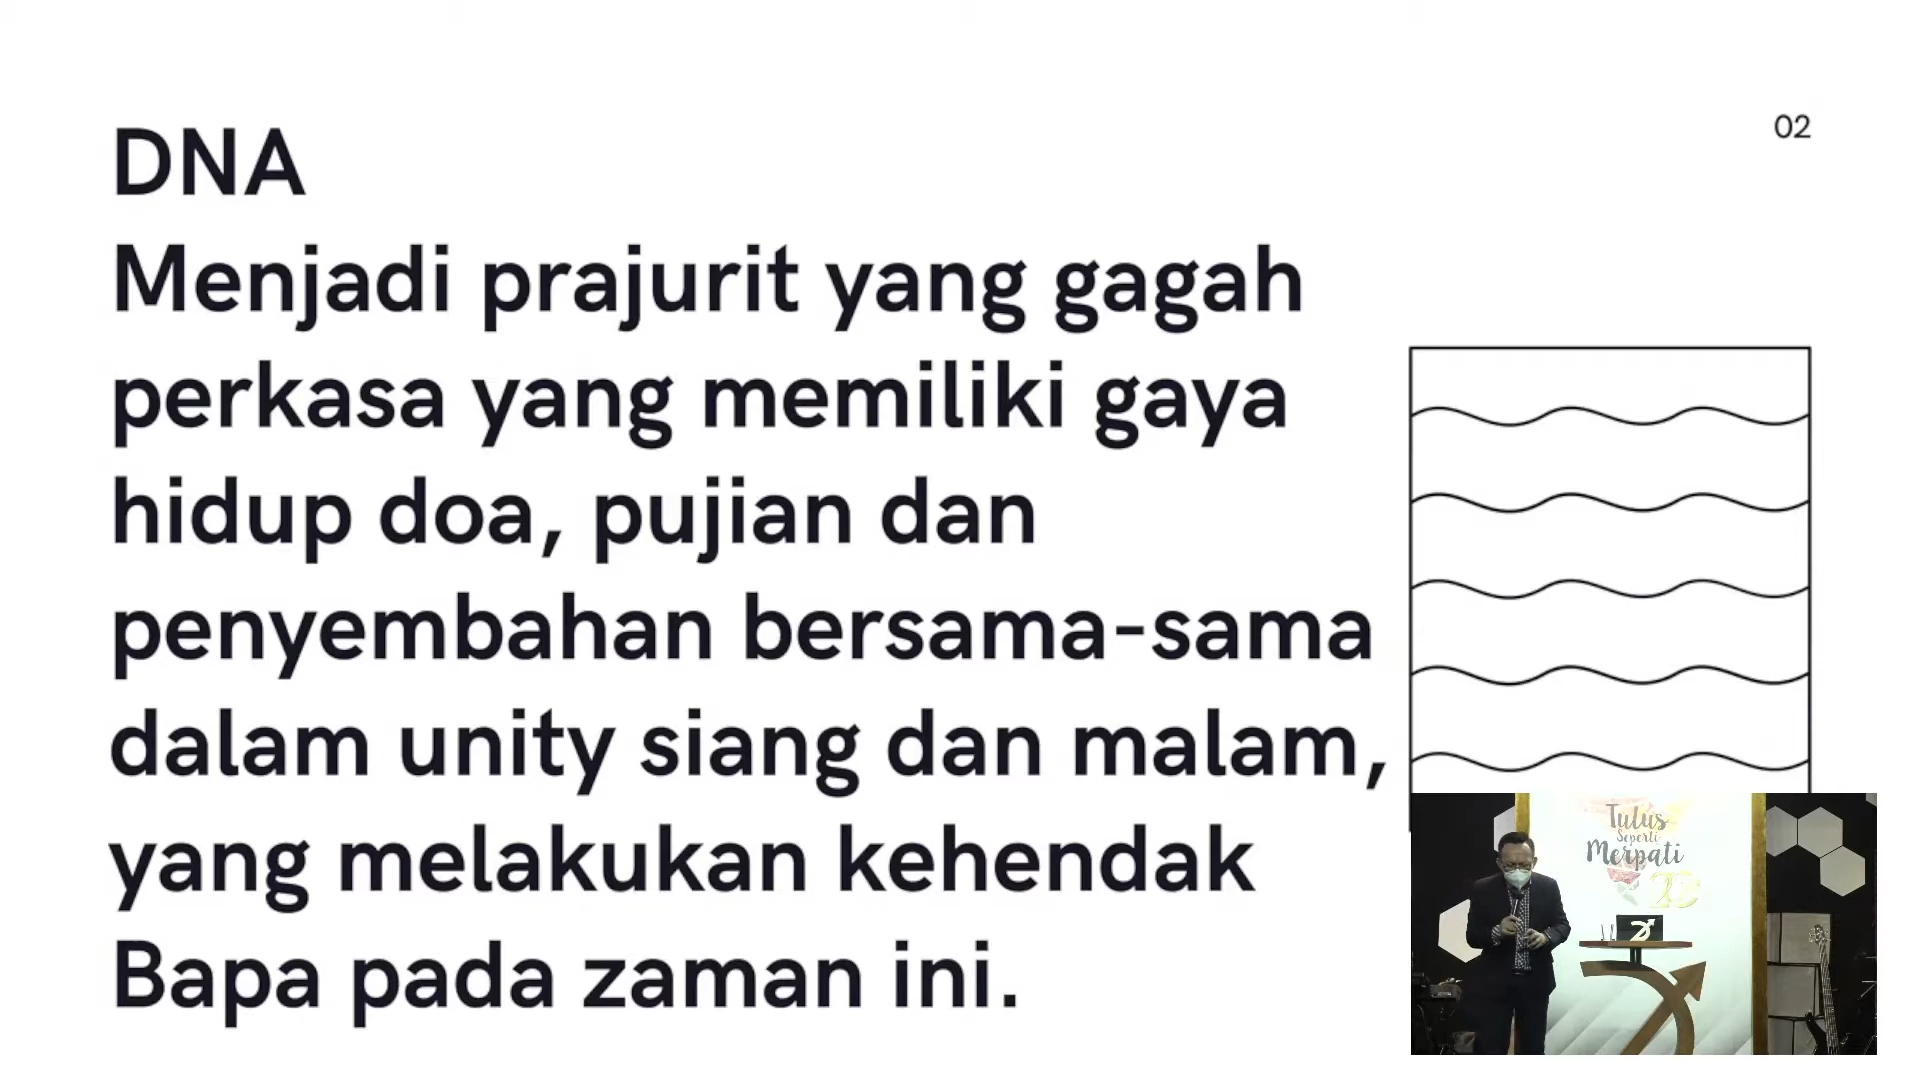 02
DNA
Menjadi prajurit yang gagah
perkasa yang memiliki gaya
hidup doa, pujian dan
penyembahan bersama-sama
dalam unity siang dan malam,
yang melakukan kehendak
Bapa pada zaman ini.
Tulus
Seperti
Merpati